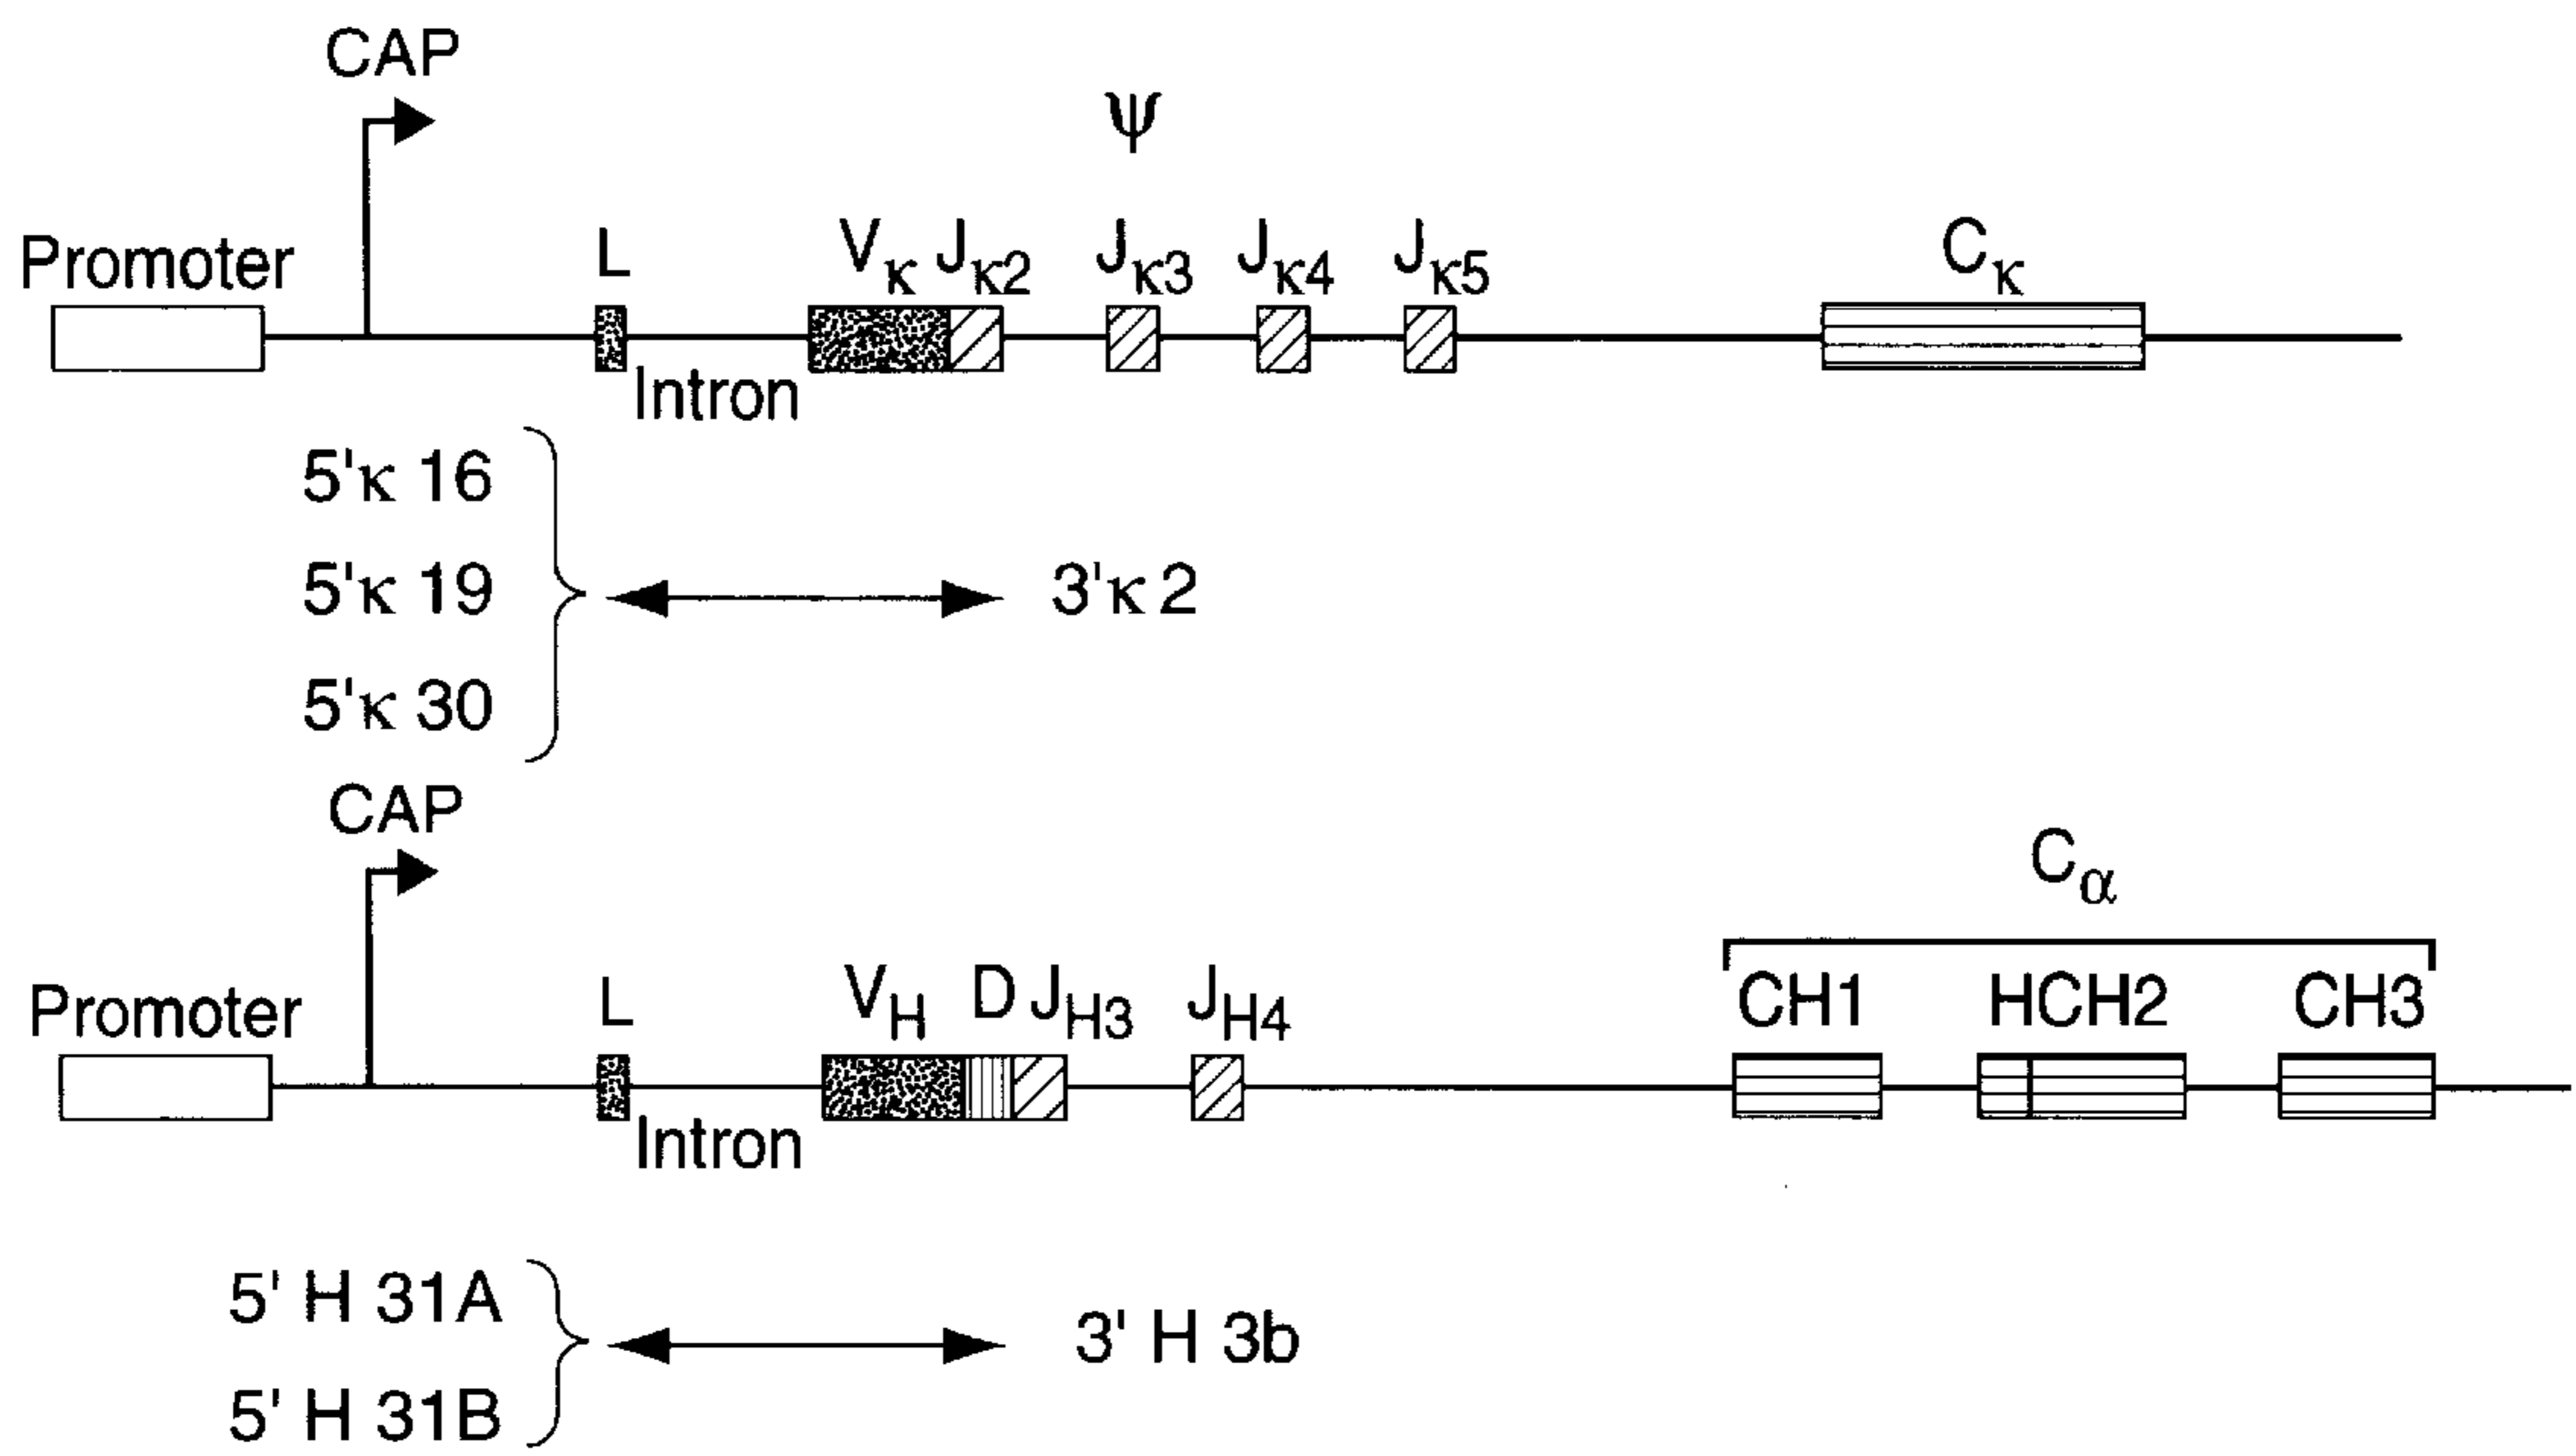 CAP
ψ
Promoter L Vκ Jκ2 Jκ3 Jκ4 Jκ5 Cκ
Intron
5'κ 16
5'κ 19 3'κ 2
5'κ 30
CAP
Cα
Promoter L VH D JH3 JH4 CH1 HCH2 CH3
Intron
5' H 31A
3' H 3b
5' H 31B